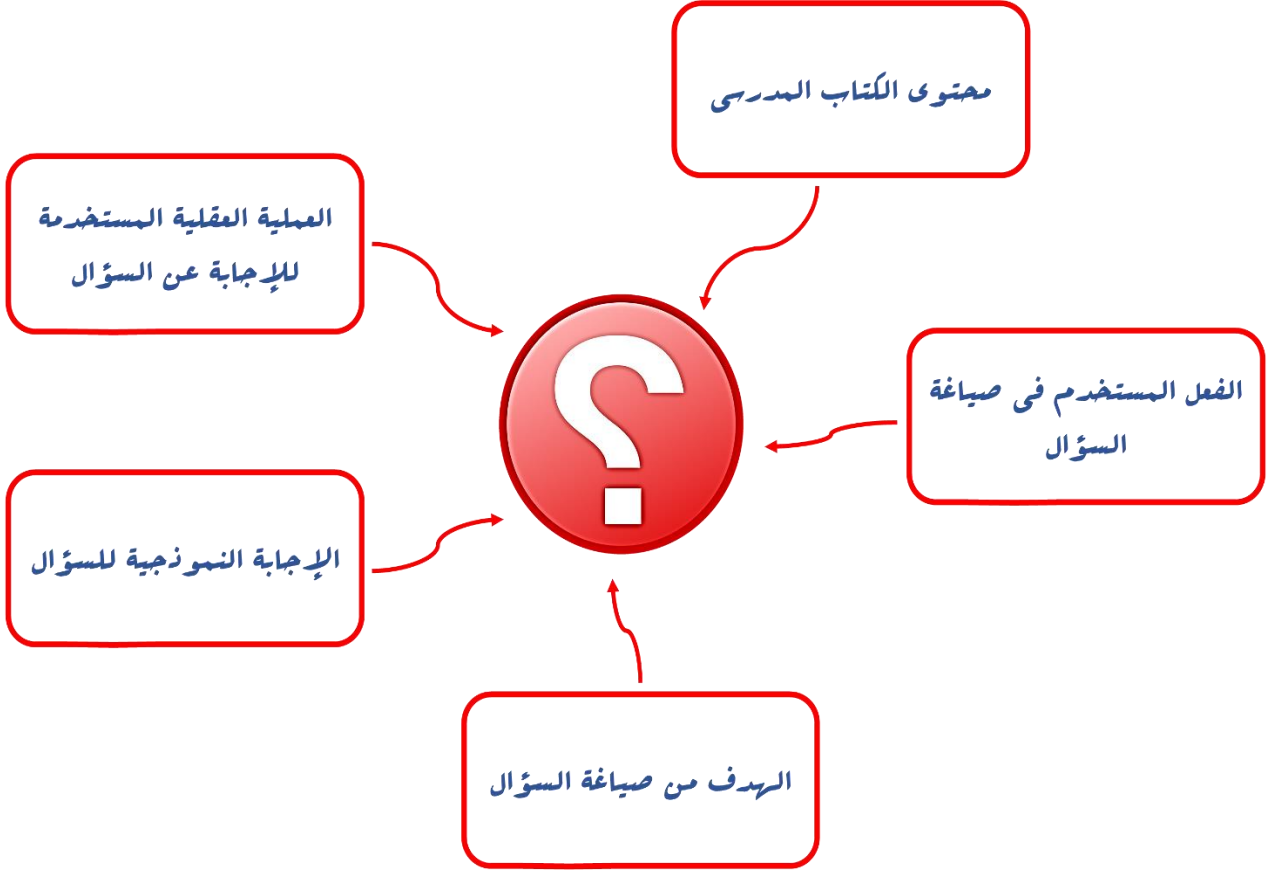 محتوى الكتاب المدرسى
العملية العقلية المستخدمة
للإجابة عن السؤال
الفعل المستخدم فى صياغة
السؤال
الإجابة النموذجية للسؤال
الهدف من صياغة السؤال
؟